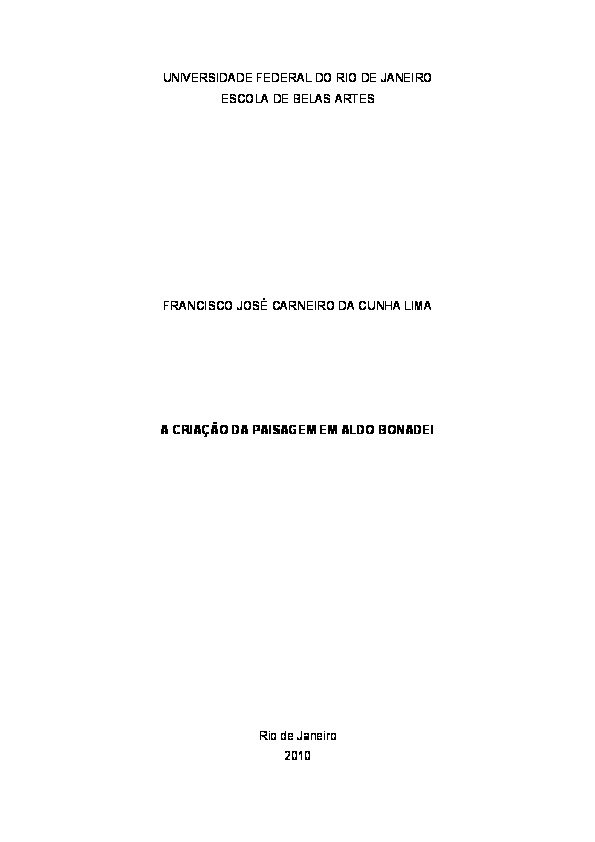 UNIVERSIDADE FEDERAL DO RIO DE JANEIRO
ESCOLA DE BELAS ARTES
FRANCISCO JOSÉ CARNEIRO DA CUNHA LIMA
A CRIAÇÃO DA PAISAGEM EM ALDO BONADEI
Rio de Janeiro
2010